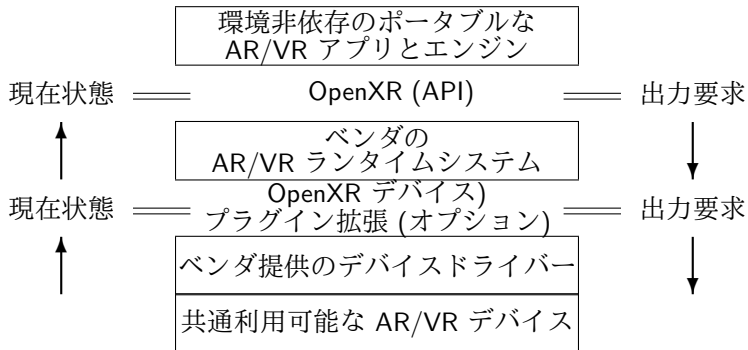 環境非依存のポータブルな
AR/VR アプリとエンジン
現在状態
OpenXR (API)
出力要求
ベンダの
AR/VR ランタイムシステム
OpenXR デバイス)
現在状態
プラグイン拡張 (オプション)
出力要求
ベンダ提供のデバイスドライバー
共通利用可能な AR/VR デバイス